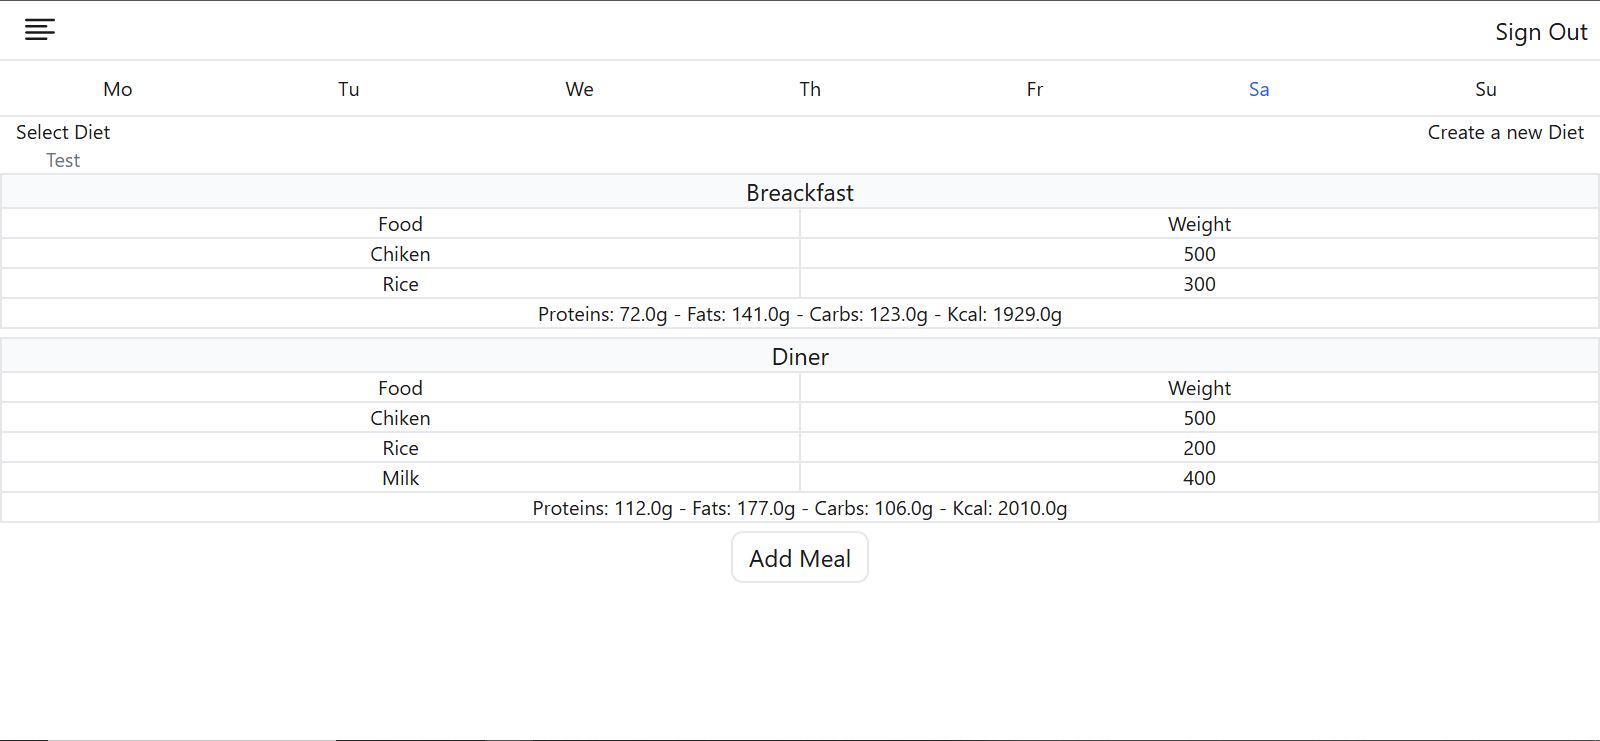 Sign Out
Mo Tu We Th Fr Sa Su
Select Diet Create a new Diet
Test
Breackfast
Food Weight
Chiken 500
Rice 300
Proteins: 72.0g - Fats: 141.0g - Carbs: 123.0g - Kcal: 1929.0g
Diner
Food Weight
Chiken 500
Rice 200
Milk 400
Proteins: 112.0g - Fats: 177.0g - Carbs: 106.0g - Kcal: 2010.0g
Add Meal